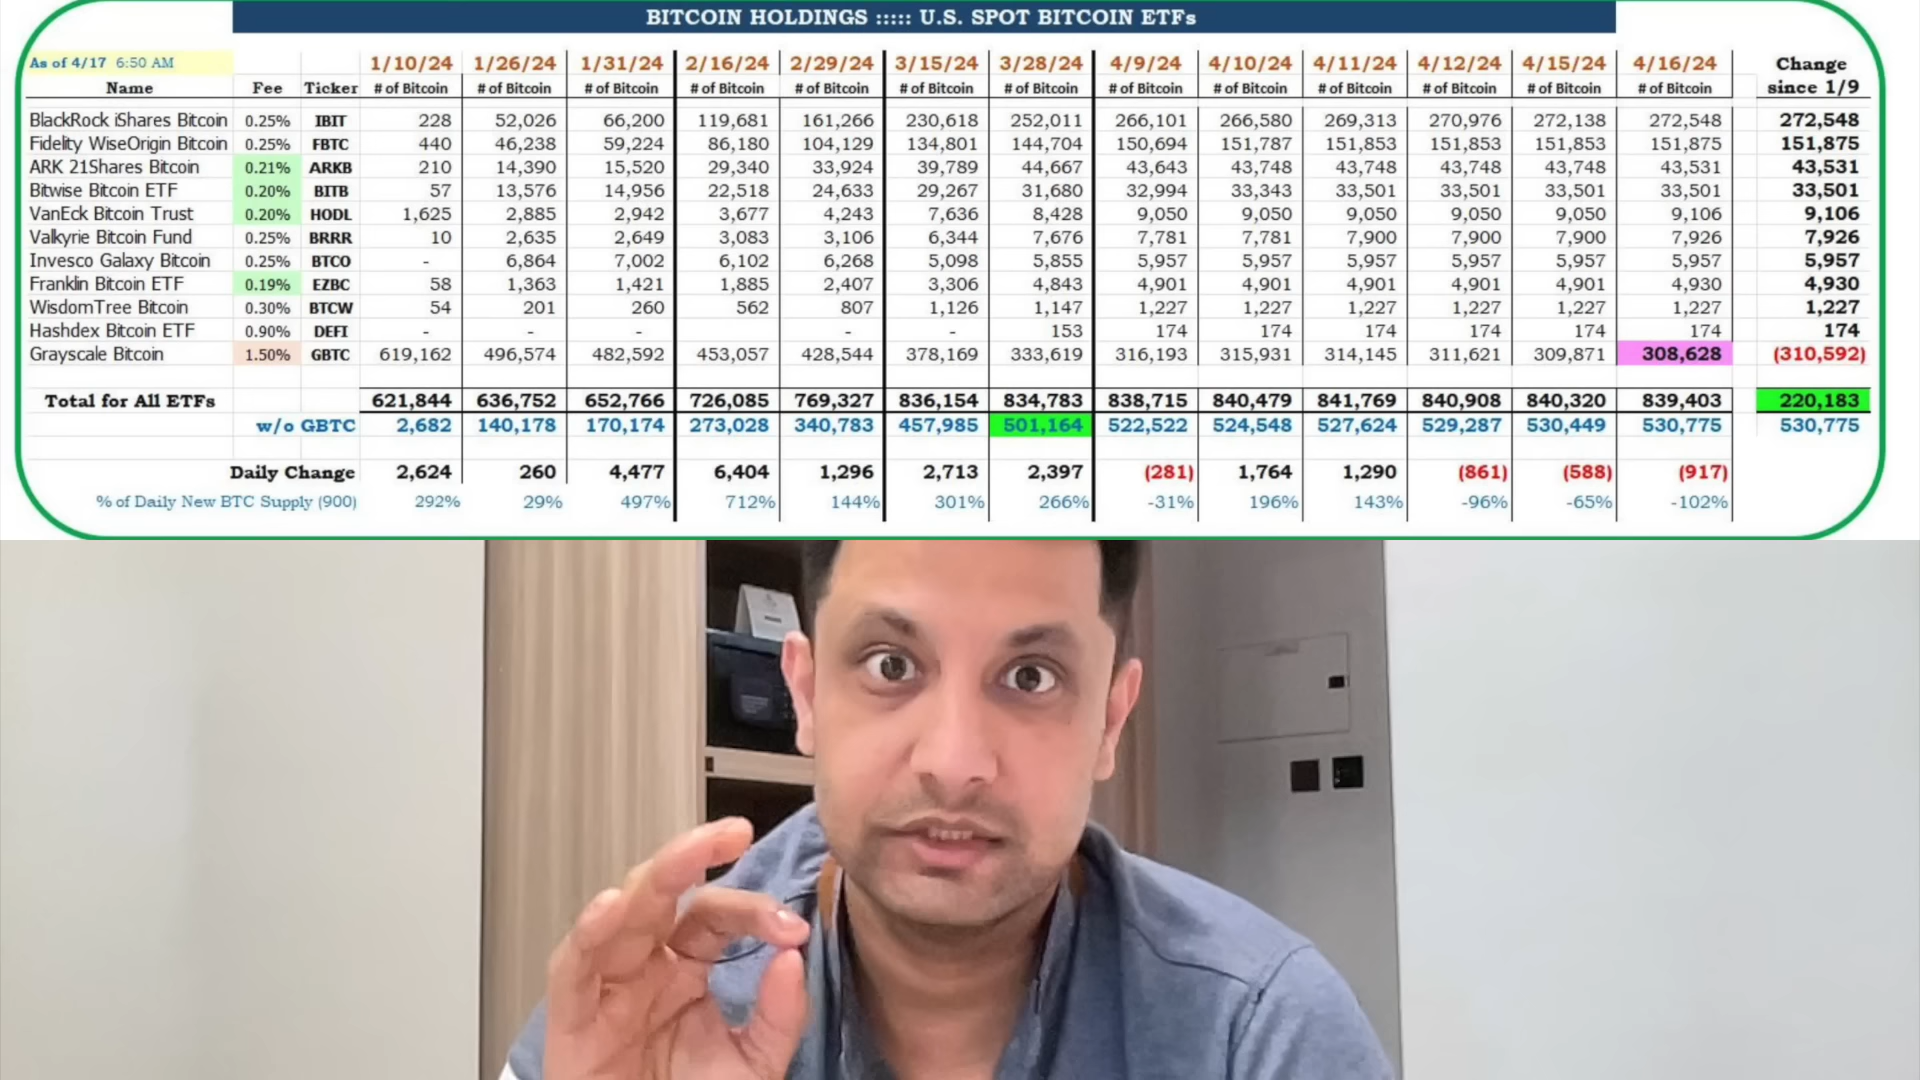 BITCOIN HOLDINGS ::::: U.S. SPOT BITCOIN ETFs
As of 4/17 6:50 AM 1/10/24 1/26/24 1/31/24 2/16/24 2/29/24 3/15/24 3/28/24 4/9/24 4/10/24 4/11/24 4/12/24 4/15/24 4/16/24 Change
Name Fee Ticker # of Bitcoin # of Bitcoin # of Bitcoin # of Bitcoin # of Bitcoin # of Bitcoin # of Bitcoin # of Bitcoin # of Bitcoin # of Bitcoin # of Bitcoin # of Bitcoin # of Bitcoin since 1/9
BlackRock iShares Bitcoin 0.25% IBIT 228 52,026 66,200 119,681 161,266 230,618 252,011 266,101 266,580 269,313 270,976 272,138 272,548 272,548
Fidelity WiseOrigin Bitcoin 0.25% FBTC 440 46,238 59,224 86,180 104,129 134,801 144,704 150,694 151,787 151,853 151,853 151,853 151,875 151,875
ARK 21Shares Bitcoin 0.21% ARKB 210 14,390 15,520 29,340 33,924 39,789 44,667 43,643 43,748 43,748 43,748 43,748 43,531 43,531
Bitwise Bitcoin ETF 0.20% BITB 57 13,576 14,956 22,518 24,633 29,267 31,680 32,994 33,343 33,501 33,501 33,501 33,501 33,501
VanEck Bitcoin Trust 0.20% HODL 1,625 2,885 2,942 3,677 4,243 7,636 8,428 9,050 9,050 9,050 9,050 9,050 9,106 9,106
Valkyrie Bitcoin Fund 0.25% BRRR 10 2,635 2,649 3,083 3,106 6,344 7,676 7,781 7,781 7,900 7,900 7,900 7,926 7,926
Invesco Galaxy Bitcoin 0.25% BTCO - 6,864 7,002 6,102 6,268 5,098 5,855 5,957 5,957 5,957 5,957 5,957 5,957 5,957
Franklin Bitcoin ETF 0.19% EZBC 58 1,363 1,421 1,885 2,407 3,306 4,843 4,901 4,901 4,901 4,901 4,901 4,930 4,930
WisdomTree Bitcoin 0.30% BTCW 54 201 260 562 807 1,126 1,147 1,227 1,227 1,227 1,227 1,227 1,227 1,227
Hashdex Bitcoin ETF 0.90% DEFI - - - - - 153 174 174 174 174 174 174 174
Grayscale Bitcoin 1.50% GBTC 619,162 496,574 482,592 453,057 428,544 378,169 333,619 316,193 315,931 314,145 311,621 309,871 308,628 (310,592)
Total for All ETFs 621,844 636,752 652,766 726,085 769,327 836,154 834,783 838,715 840,479 841,769 840,908 840,320 839,403 220,183
w/o GBTC 2,682 140,178 170,174 273,028 340,783 457,985 501,164 522,522 524,548 527,624 529,287 530,449 530,775 530,775
Daily Change 2,624 260 4,477 6,404 1,296 2,713 2,397 (281) 1,764 1,290 (861) (588) (917)
% of Daily New BTC Supply (900) 292% 29% 497% 712% 144% 301% 266% -31% 196% 143% -96% -65% -102%